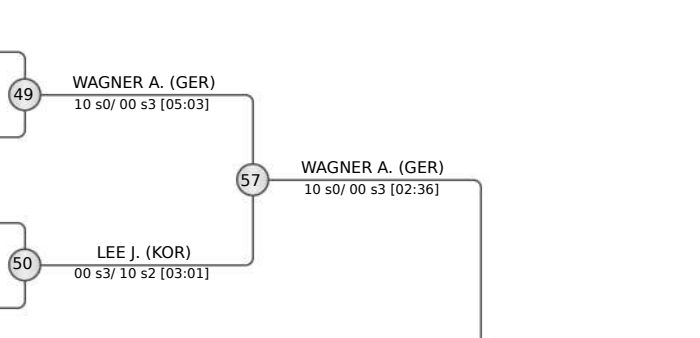 WAGNER A. (GER)
49
10 s0/ 00 s3 [05:03]
WAGNER A. (GER)
57
10 s0/ 00 s3 [02:36]
LEE J. (KOR)
50
00 s3/ 10 s2 [03:01]